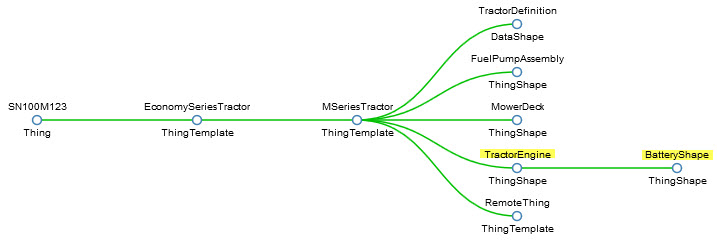 TractorDefinition
DataShape
FuelPumpAssembly
ThingShape
SN100M123
Thing
EconomySeriesTractor
ThingTemplate
MSeriesTractor
ThingTemplate
MowerDeck
ThingShape
TractorEngine
ThingShape
BatteryShape
ThingShape
RemoteThing
ThingTemplate